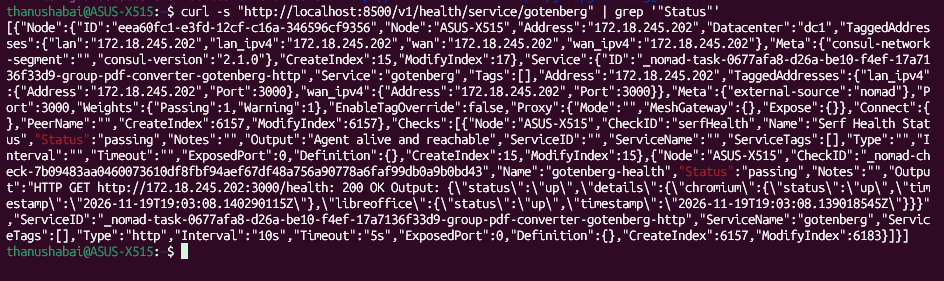 thanushabai@ASUS-X515:~$ curl -s "http://localhost:8500/v1/health/service/gotenberg" | grep '"Status"'
[{"Node":{"ID":"eea60fc1-e3fd-12cf-c16a-346596cf9356","Node":"ASUS-X515","Address":"172.18.245.202","Datacenter":"dc1","TaggedAddres
ses":{"lan":"172.18.245.202","lan_ipv4":"172.18.245.202","wan":"172.18.245.202","wan_ipv4":"172.18.245.202"},"Meta":{"consul-network
-segment":"","consul-version":"2.1.0"},"CreateIndex":15,"ModifyIndex":17},"Service":{"ID":"_nomad-task-0677afa8-d26a-be10-f4ef-17a71
36f33d9-group-pdf-converter-gotenberg-http","Service":"gotenberg","Tags":[],"Address":"172.18.245.202","TaggedAddresses":{"lan_ipv4"
:{"Address":"172.18.245.202","Port":3000},"wan_ipv4":{"Address":"172.18.245.202","Port":3000}},"Meta":{"external-source":"nomad"},"P
ort":3000,"Weights":{"Passing":1,"Warning":1},"EnableTagOverride":false,"Proxy":{"Mode":"","MeshGateway":{},"Expose":{}},"Connect":{
},"PeerName":"","CreateIndex":6157,"ModifyIndex":6157},"Checks":[{"Node":"ASUS-X515","CheckID":"serfHealth","Name":"Serf Health Stat
us","Status":"passing","Notes":"","Output":"Agent alive and reachable","ServiceID":"","ServiceName":"","ServiceTags":[],"Type":"","I
nterval":"","Timeout":"","ExposedPort":0,"Definition":{},"CreateIndex":15,"ModifyIndex":15},{"Node":"ASUS-X515","CheckID":"_nomad-ch
eck-7b09483aa0460073610df8fbf94aef67df48a756a90778a6faf99db0a9b0bd43","Name":"gotenberg-health","Status":"passing","Notes":"","Outpu
t":"HTTP GET http://172.18.245.202:3000/health: 200 OK Output: {\"status\":\"up\",\"details\":{\"chromium\":{\"status\":\"up\",\"tim
estamp\":\"2026-11-19T19:03:08.140290115Z\"},\"libreoffice\":{\"status\":\"up\",\"timestamp\":\"2026-11-19T19:03:08.139018545Z\"}}}"
,"ServiceID":"_nomad-task-0677afa8-d26a-be10-f4ef-17a7136f33d9-group-pdf-converter-gotenberg-http","ServiceName":"gotenberg","Servic
eTags":[],"Type":"http","Interval":"10s","Timeout":"5s","ExposedPort":0,"Definition":{},"CreateIndex":6157,"ModifyIndex":6183}]}]
thanushabai@ASUS-X515:~$